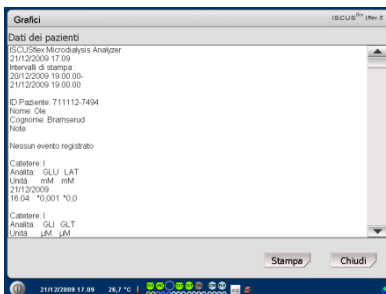 Grafici
ISCUSflex |Rev. E
Dati dei pazienti
ISCUSflex Microdialysis Analyzer
21/12/2009 17.09
Intervalli di stampa :
20/12/2009 19.00.00-
21/12/2009 19.00.00
ID Paziente: 711112-7494
Nome: Ole
Cognome: Bramserud
Note:
Nessun evento registrato
Catetere: I
Analita: GLU LAT
Unità: mM mM
21/12/2009
16.04: *0,001 *0,0
Catetere: I
Analita: GLI GLT
Unità: µM µM
Stampa
Chiudi
21/12/2009 17.09 26,7 °C